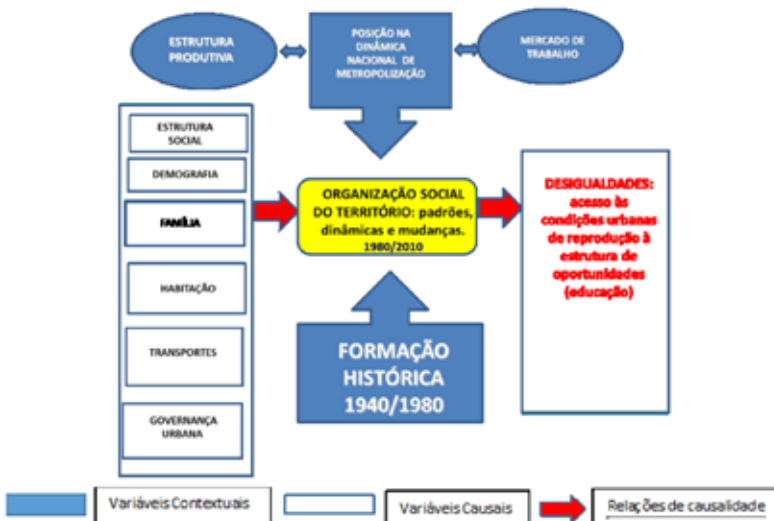 ESTRUTURA
PRODUTIVA
POSIÇÃO NA
DINÂMICA
NACIONAL DE
METROPOLIZAÇÃO
MERCADO DE
TRABALHO
ESTRUTURA
SOCIAL
DEMOGRAFIA
FAMÍLIA
HABITAÇÃO
TRANSPORTES
GOVERNANÇA
URBANA
ORGANIZAÇÃO SOCIAL
DO TERRITÓRIO: padrões,
dinâmicas e mudanças.
1980/2010
DESIGUALDADES:
acesso às
condições urbanas
de reprodução à
estrutura de
oportunidades
(educação)
FORMAÇÃO
HISTÓRICA
1940/1980
Variáveis Contextuais
Variáveis Causais
Relações de causalidade